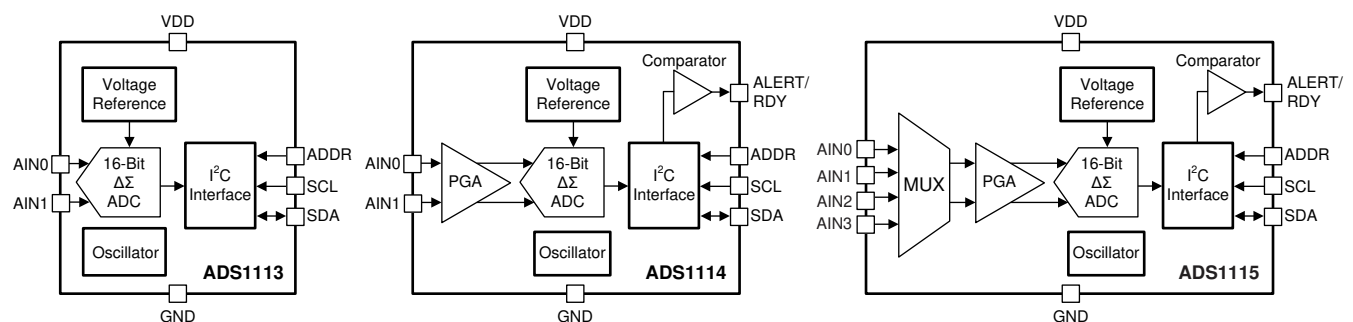 VDD
Voltage
Reference
AIN0
AIN1
16-Bit
ΔΣ
ADC
I²C
Interface
ADDR
SCL
SDA
Oscillator
ADS1113
GND
VDD
Comparator
ALERT/
RDY
Voltage
Reference
AIN0
AIN1
PGA
16-Bit
ΔΣ
ADC
I²C
Interface
ADDR
SCL
SDA
Oscillator
ADS1114
GND
VDD
Comparator
ALERT/
RDY
Voltage
Reference
AIN0
AIN1
AIN2
AIN3
MUX
PGA
16-Bit
ΔΣ
ADC
I²C
Interface
ADDR
SCL
SDA
Oscillator
ADS1115
GND